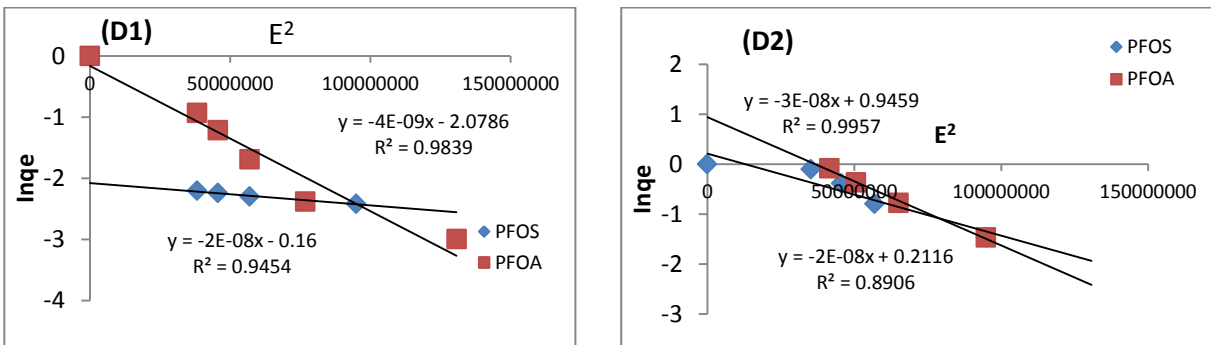 (D1)
E²
0
0
50000000
100000000
150000000
-1
y = -4E-09x - 2.0786
R² = 0.9839
lnqe
-2
y = -2E-08x - 0.16
R² = 0.9454
PFOS
PFOA
-3
-4
(D2)
PFOS
PFOA
2
y = -3E-08x + 0.9459
R² = 0.9957
1
E²
0
0
50000000
100000000
150000000
lnqe
-1
y = -2E-08x + 0.2116
R² = 0.8906
-2
-3